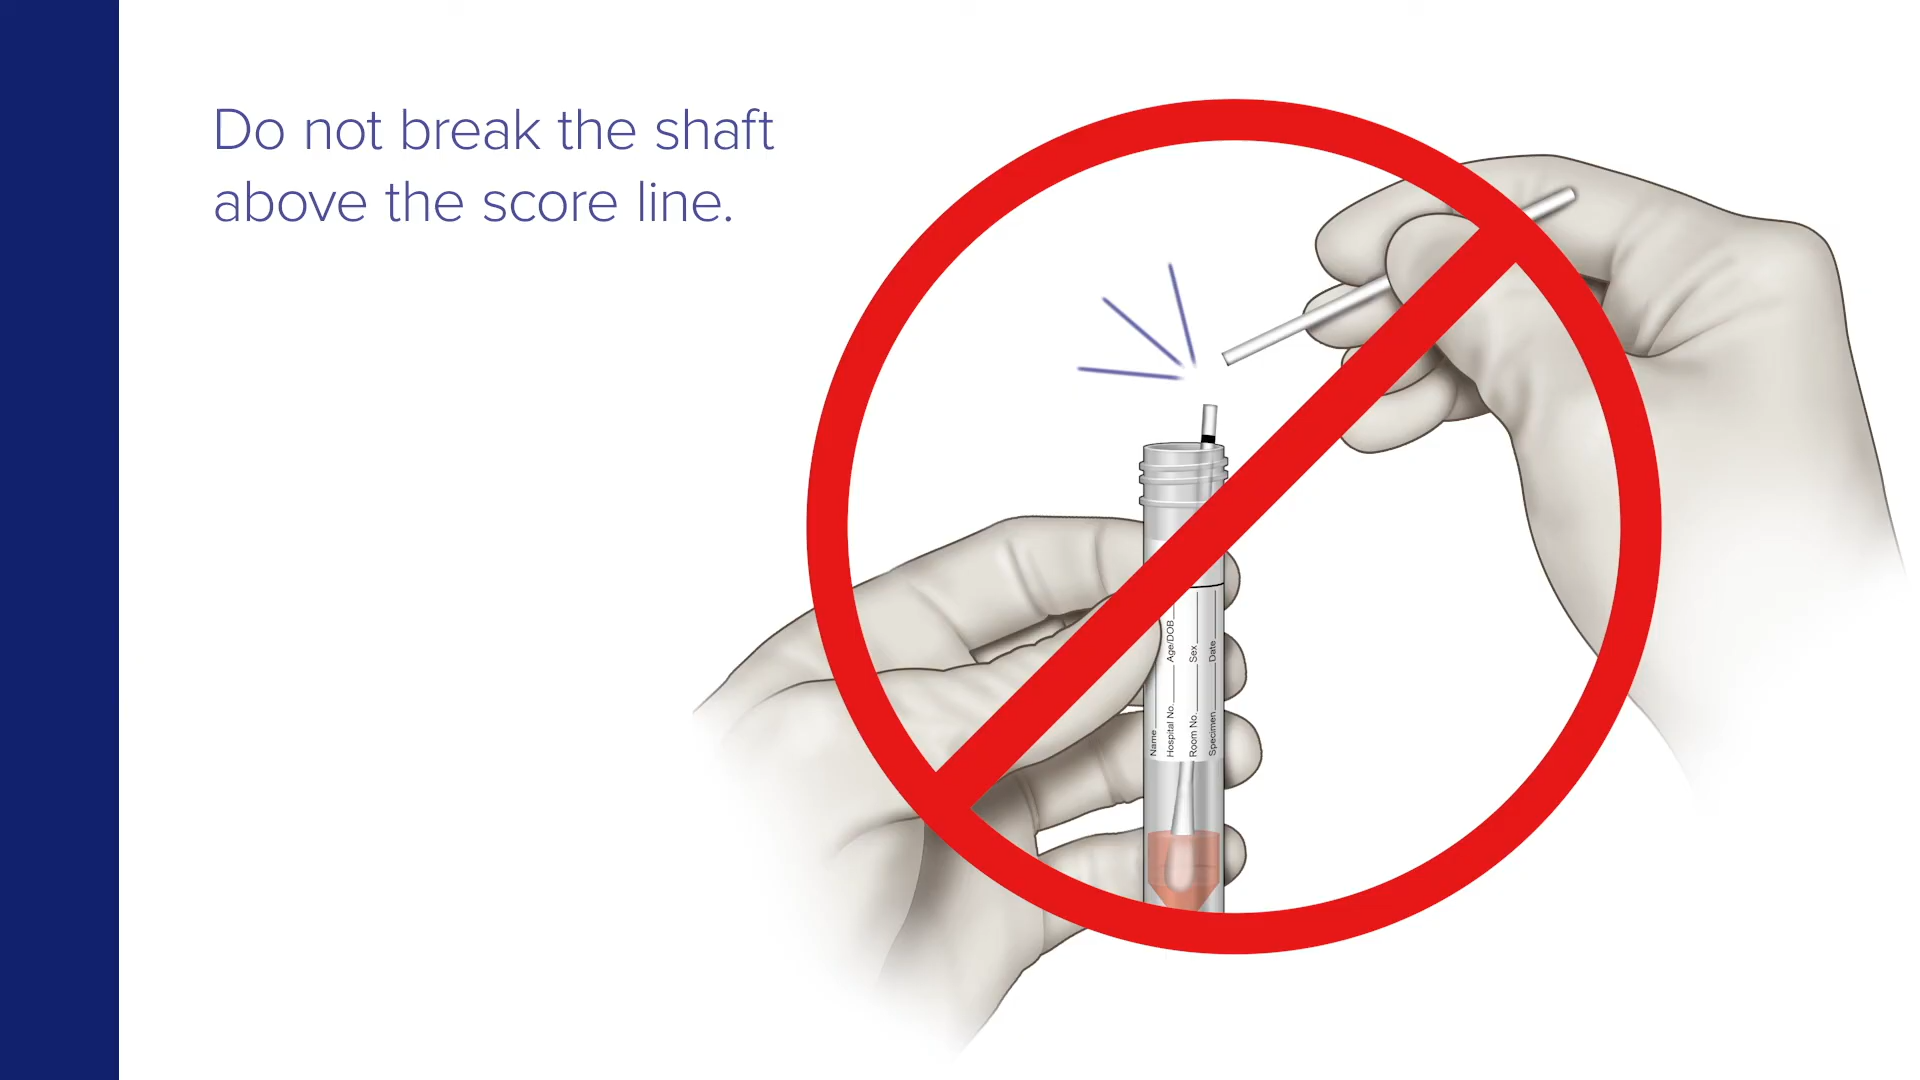 Do not break the shaft
above the score line.
Name
Hospital No. Age/DOB
Room No. Sex
Specimen Date